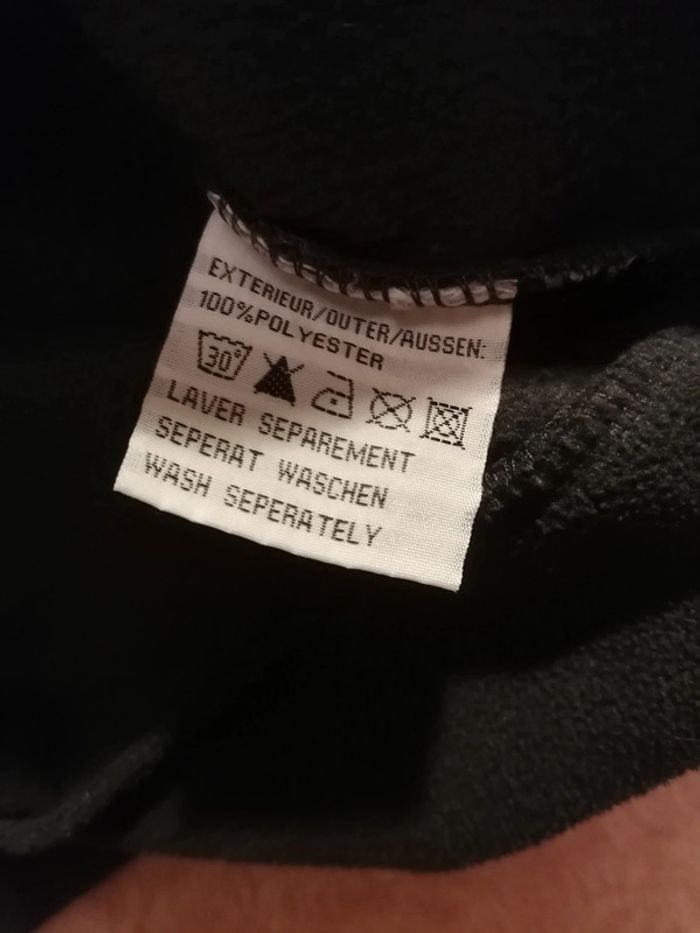 EXTERIEUR/OUTER/AUSSEN:
100%POLYESTER
30°
LAVER SEPAREMENT
SEPERAT WASCHEN
WASH SEPERATELY